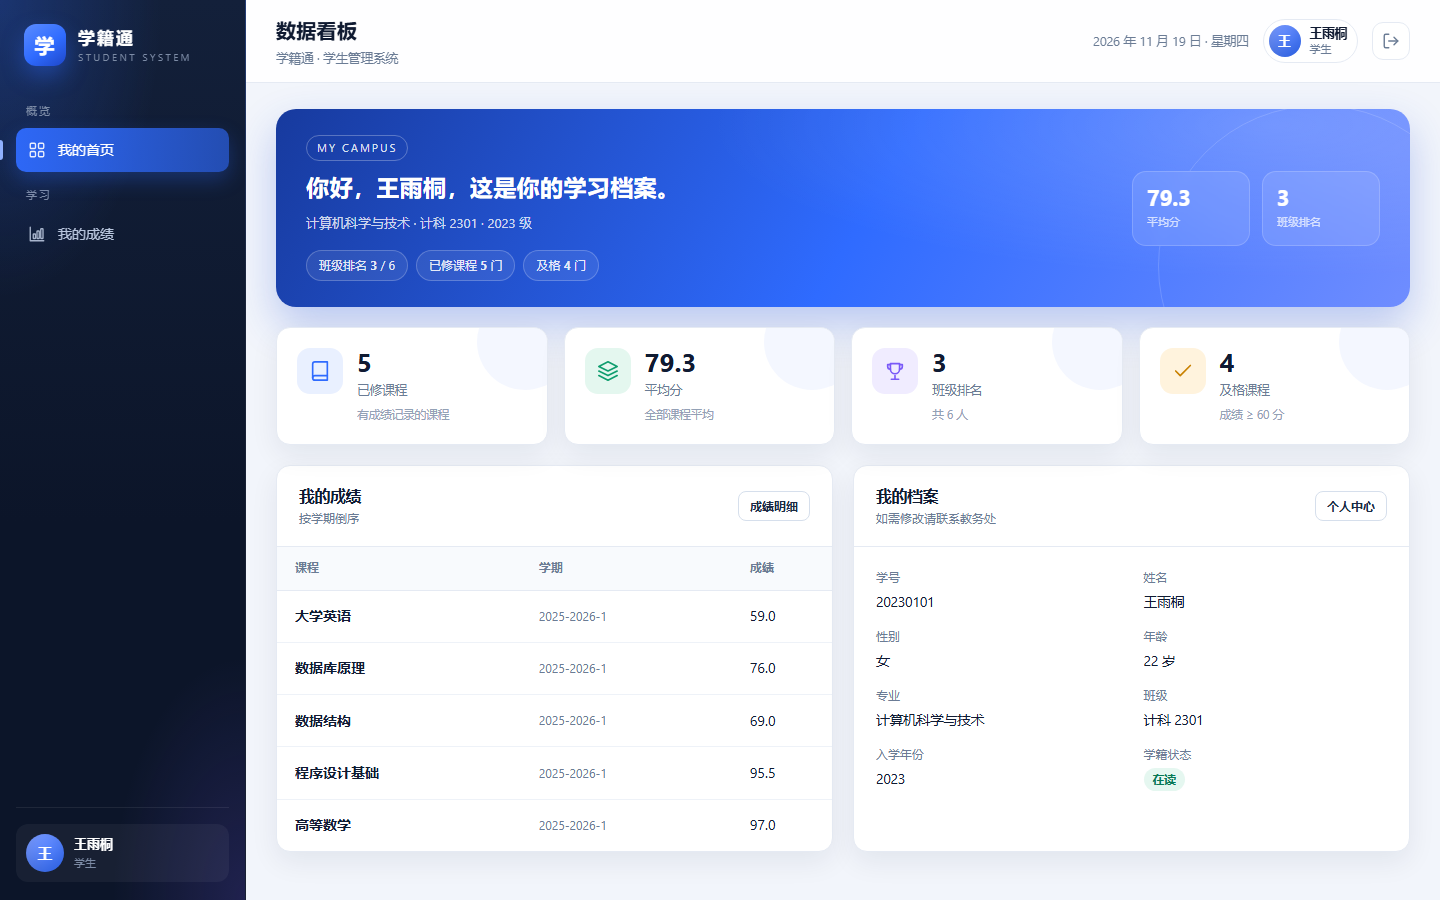 学
学籍通
STUDENT SYSTEM
概览
我的首页
学习
我的成绩
王
王雨桐
学生
数据看板
学籍通 · 学生管理系统
2026 年 11 月 19 日 · 星期四
王
王雨桐
学生
MY CAMPUS
你好，王雨桐，这是你的学习档案。
计算机科学与技术 · 计科 2301 · 2023 级
班级排名 3 / 6
已修课程 5 门
及格 4 门
79.3
平均分
3
班级排名
5
已修课程
有成绩记录的课程
79.3
平均分
全部课程平均
3
班级排名
共 6 人
4
及格课程
成绩 ≥ 60 分
我的成绩
按学期倒序
成绩明细
课程 学期 成绩
大学英语 2025-2026-1 59.0
数据库原理 2025-2026-1 76.0
数据结构 2025-2026-1 69.0
程序设计基础 2025-2026-1 95.5
高等数学 2025-2026-1 97.0
我的档案
如需修改请联系教务处
个人中心
学号 姓名
20230101 王雨桐
性别 年龄
女 22 岁
专业 班级
计算机科学与技术 计科 2301
入学年份 学籍状态
2023 在读